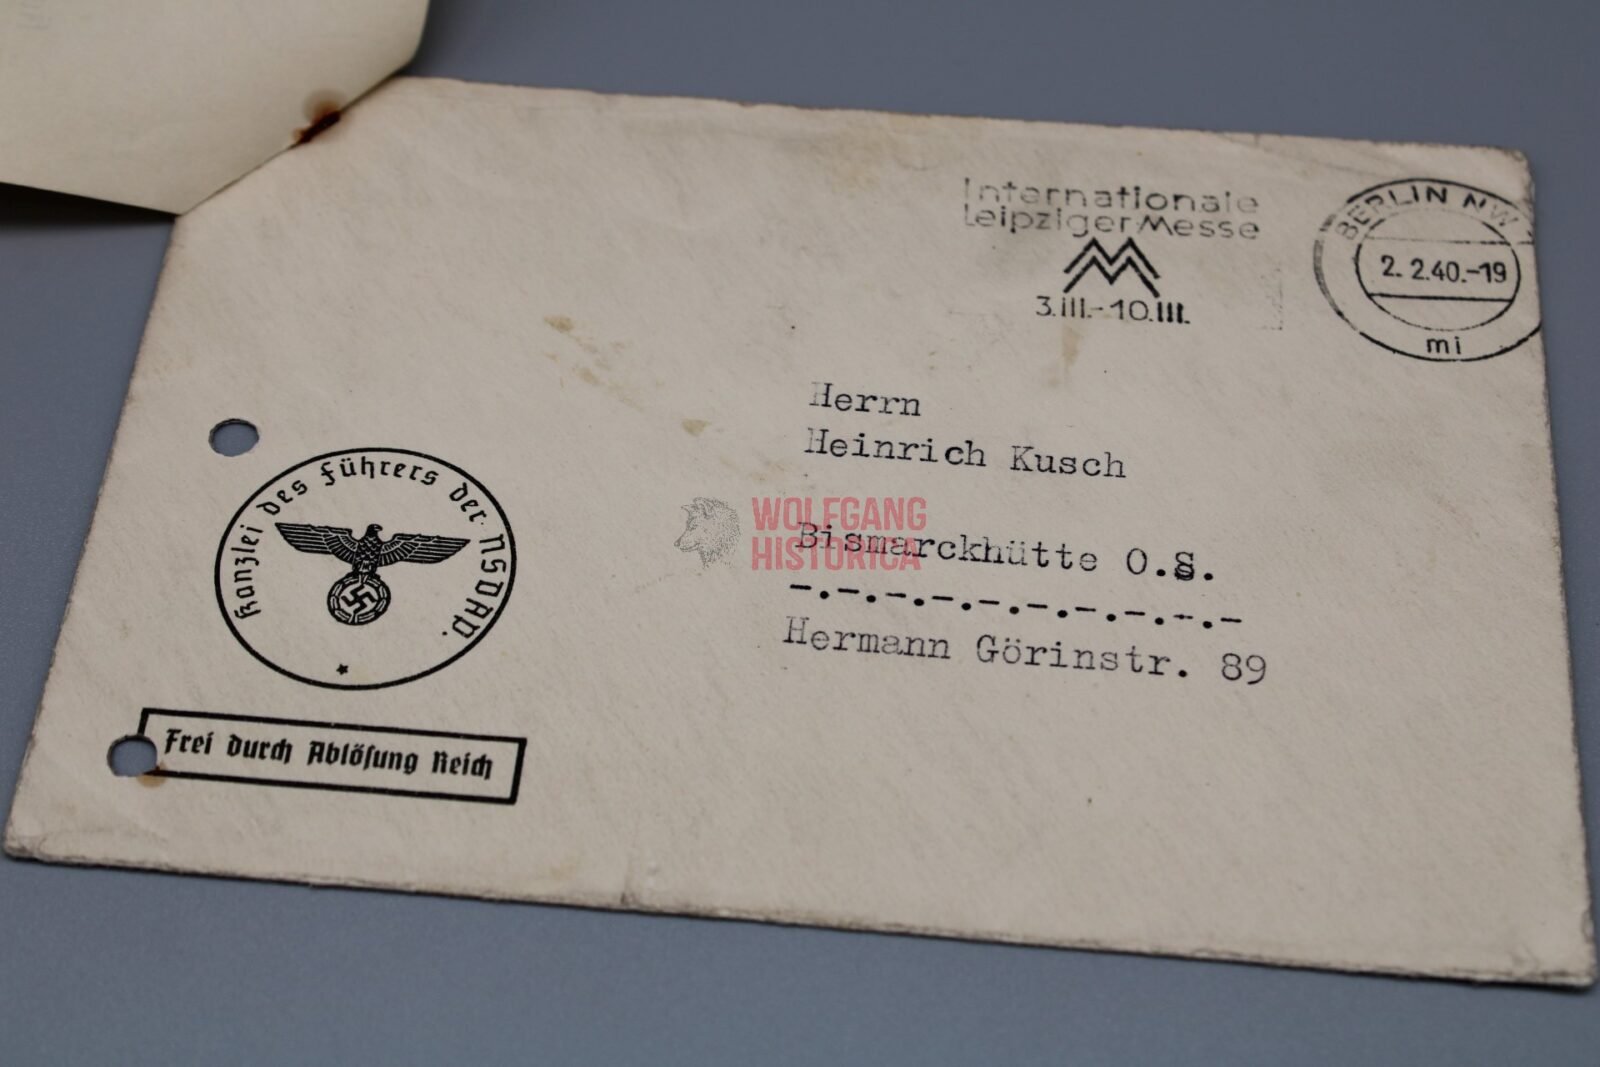 Internationale
Leipziger Messe
3.III.-10.III.
BERLIN NW
2. 2.40.-19
mi
Herrn
Heinrich Kusch
Bismarckhütte O.S.
-.-.-.-.-.-.-.-.-.-
Hermann Görinstr. 89
Kanzlei des Führers der NSDAP.
Frei durch Ablösung Reich
WOLFGANG
HISTORICA